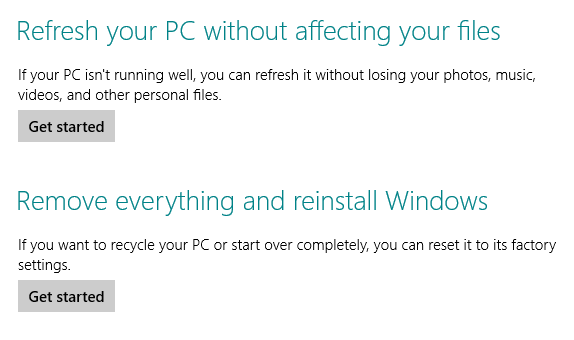 Refresh your PC without affecting your files
If your PC isn't running well, you can refresh it without losing your photos, music,
videos, and other personal files.
Get started
Remove everything and reinstall Windows
If you want to recycle your PC or start over completely, you can reset it to its factory
settings.
Get started